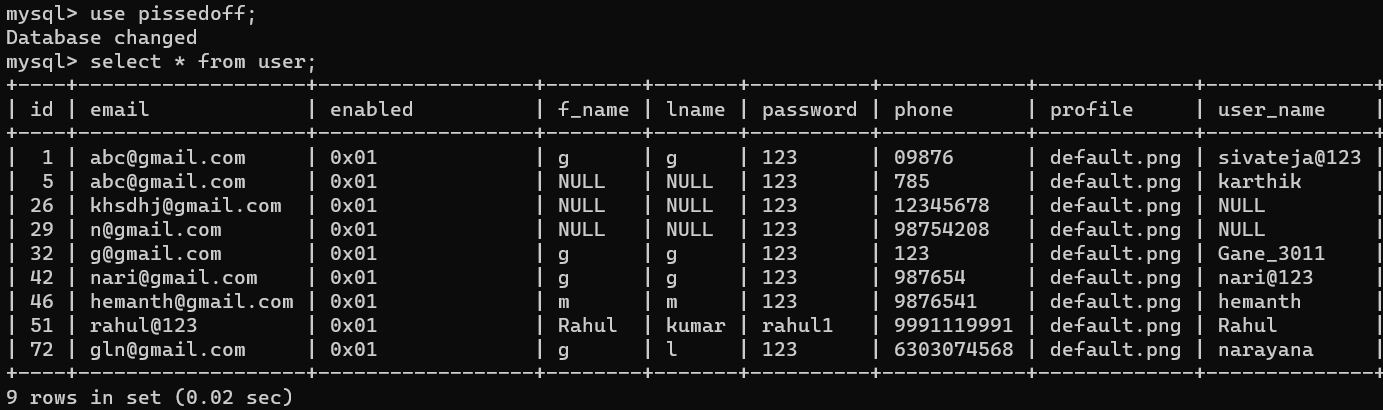 mysql> use pissedoff;
Database changed
mysql> select * from user;
+----+-------------------+------------------+--------+-------+----------+------------+-------------+--------------+
| id | email             | enabled          | f_name | lname | password | phone      | profile     | user_name    |
+----+-------------------+------------------+--------+-------+----------+------------+-------------+--------------+
|  1 | abc@gmail.com     | 0x01             | g      | g     | 123      | 09876      | default.png | sivateja@123 |
|  5 | abc@gmail.com     | 0x01             | NULL   | NULL  | 123      | 785        | default.png | karthik      |
| 26 | khsdhj@gmail.com  | 0x01             | NULL   | NULL  | 123      | 12345678   | default.png | NULL         |
| 29 | n@gmail.com       | 0x01             | NULL   | NULL  | 123      | 98754208   | default.png | NULL         |
| 32 | g@gmail.com       | 0x01             | g      | g     | 123      | 123        | default.png | Gane_3011    |
| 42 | nari@gmail.com    | 0x01             | g      | g     | 123      | 987654     | default.png | nari@123     |
| 46 | hemanth@gmail.com | 0x01             | m      | m     | 123      | 9876541    | default.png | hemanth      |
| 51 | rahul@123         | 0x01             | Rahul  | kumar | rahul1   | 9991119991 | default.png | Rahul        |
| 72 | gln@gmail.com     | 0x01             | g      | l     | 123      | 6303074568 | default.png | narayana     |
+----+-------------------+------------------+--------+-------+----------+------------+-------------+--------------+
9 rows in set (0.02 sec)